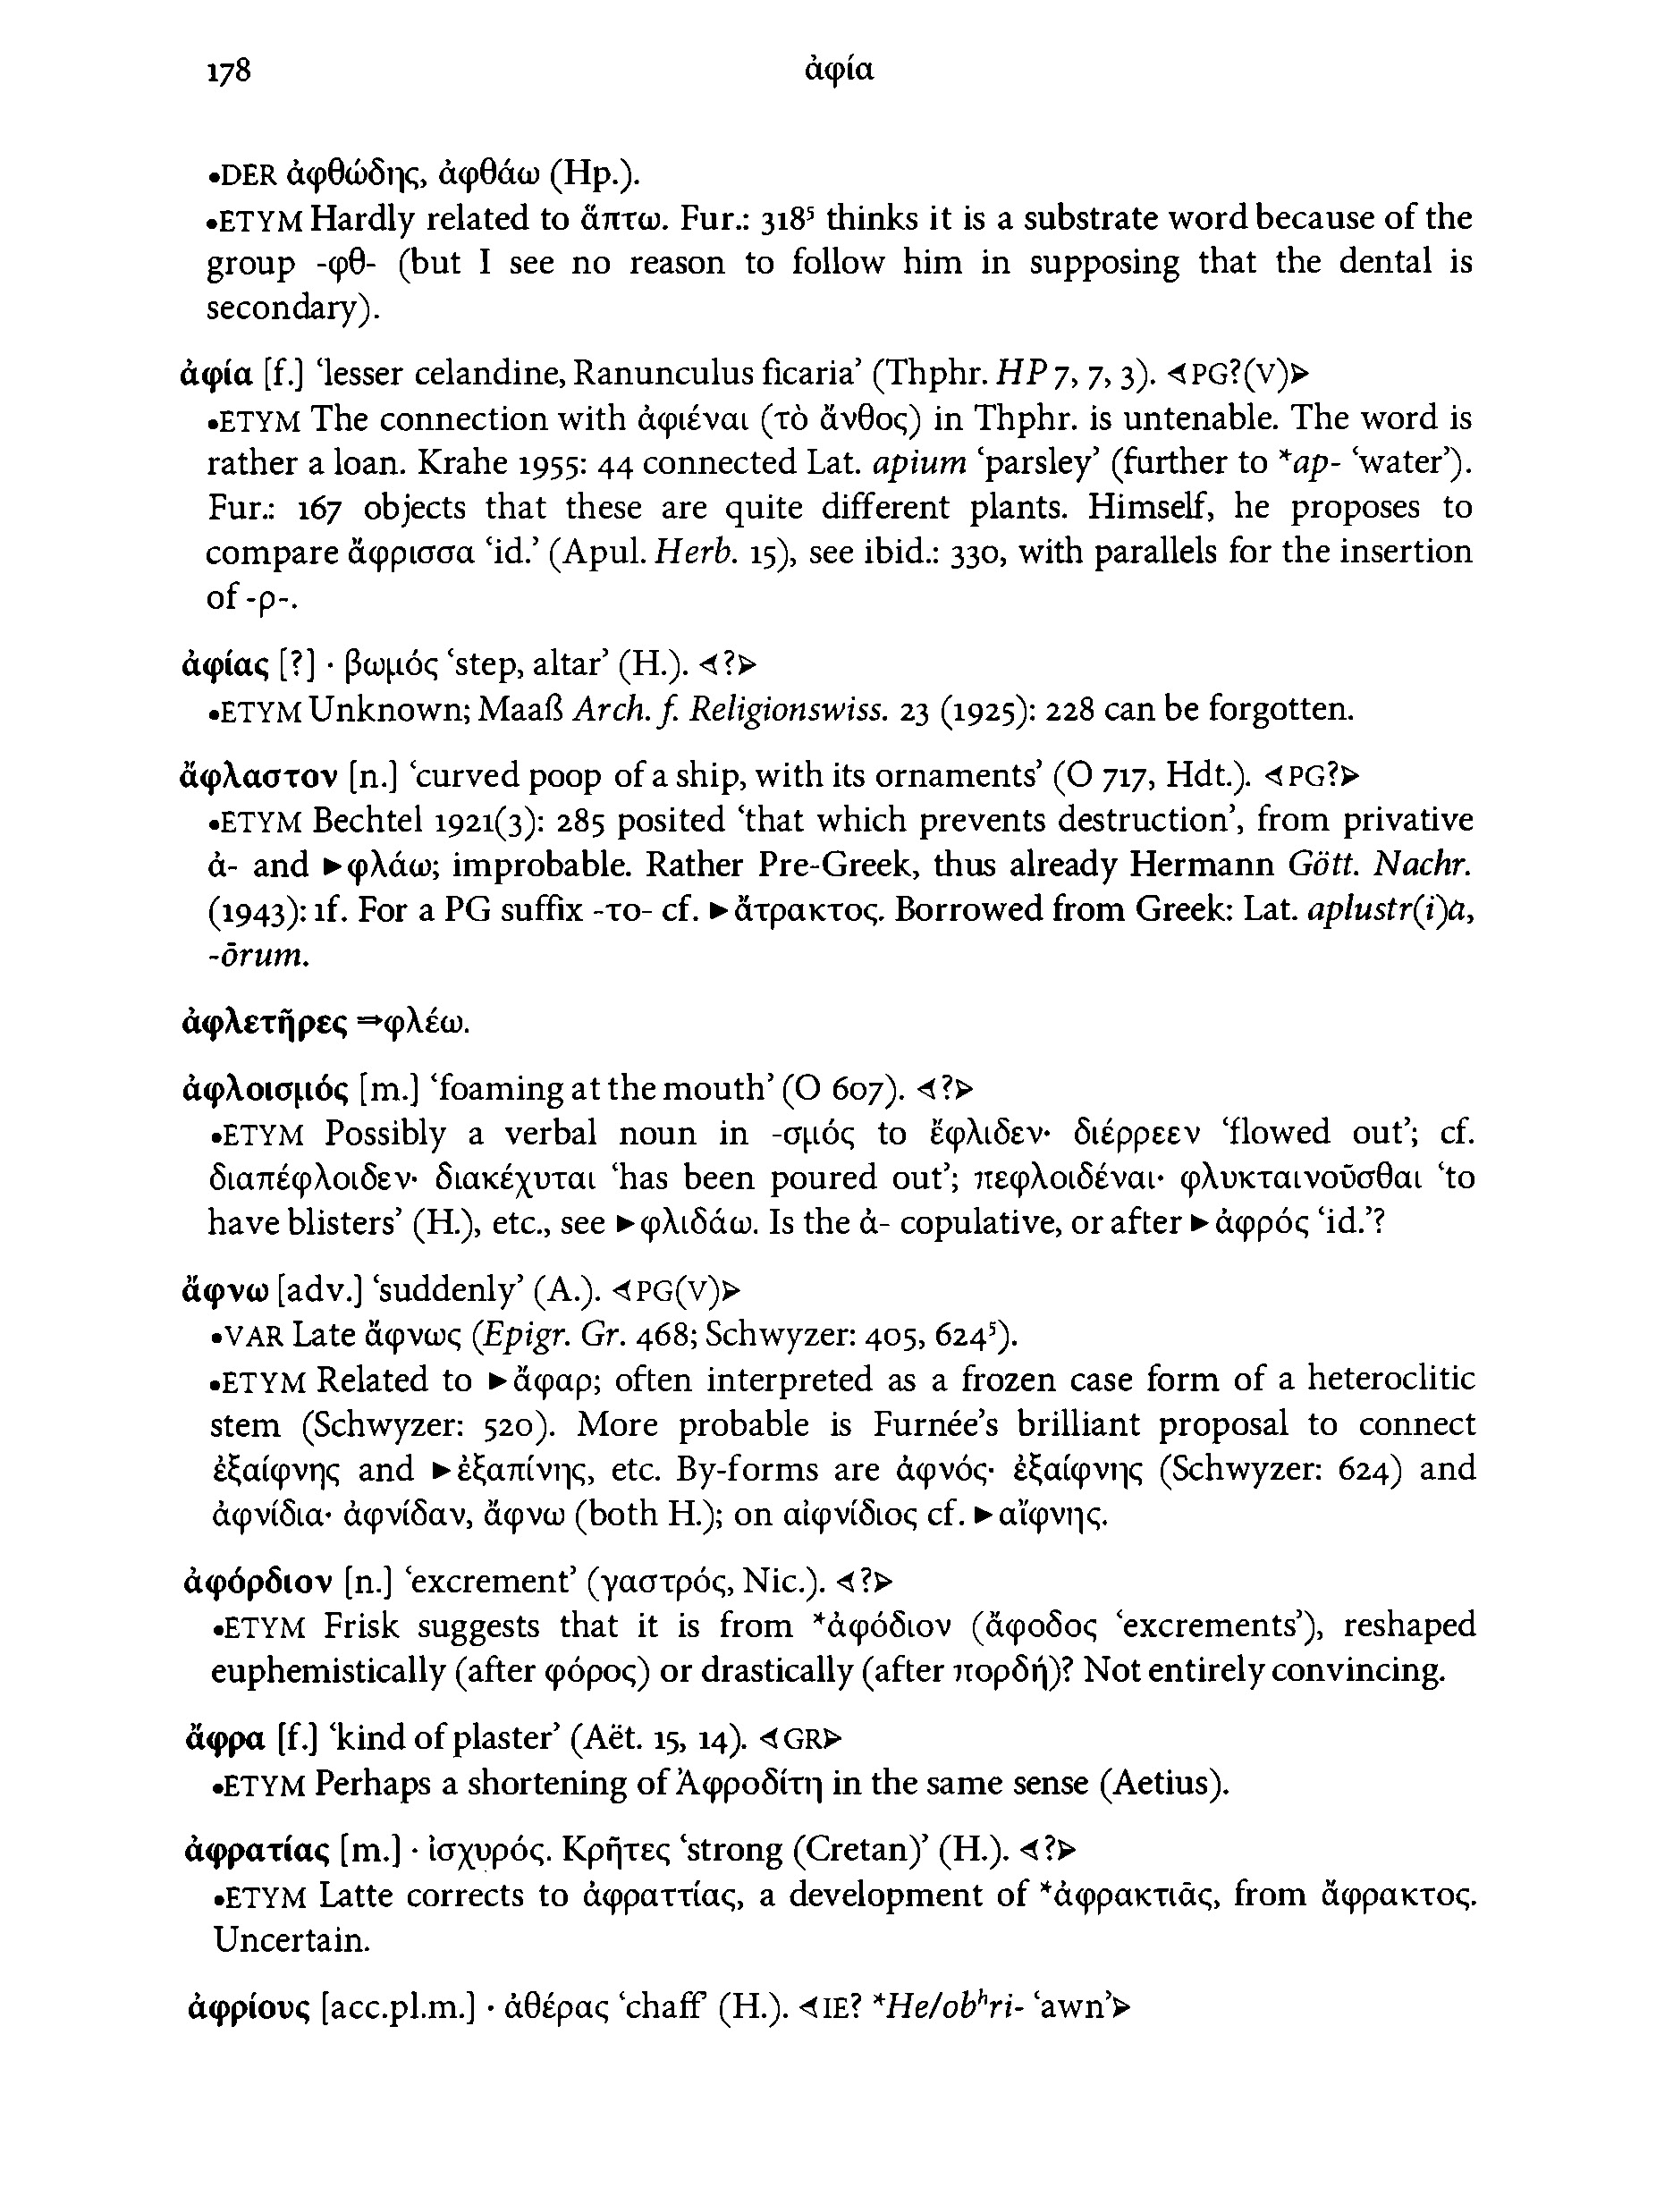 178 ἀφία
•DER ἀφθώδης, ἀφθάω (Hp.).
•ETYM Hardly related to ἅπτω. Fur.: 318⁵ thinks it is a substrate word because of the
group -φθ- (but I see no reason to follow him in supposing that the dental is
secondary).
ἀφία [f.] ‘lesser celandine, Ranunculus ficaria’ (Thphr. HP 7, 7, 3). ⊲PG?(V)⊳
•ETYM The connection with ἀφιέναι (τὸ ἄνθος) in Thphr. is untenable. The word is
rather a loan. Krahe 1955: 44 connected Lat. apium ‘parsley’ (further to *ap- ‘water’).
Fur.: 167 objects that these are quite different plants. Himself, he proposes to
compare ἄφρισσα ‘id.’ (Apul. Herb. 15), see ibid.: 330, with parallels for the insertion
of -ρ-.
ἀφίας [?] · βωμός ‘step, altar’ (H.). ⊲?⊳
•ETYM Unknown; Maaß Arch. f. Religionswiss. 23 (1925): 228 can be forgotten.
ἄφλαστον [n.] ‘curved poop of a ship, with its ornaments’ (O 717, Hdt.). ⊲PG?⊳
•ETYM Bechtel 1921(3): 285 posited ‘that which prevents destruction’, from privative
ἀ- and ►φλάω; improbable. Rather Pre-Greek, thus already Hermann Gött. Nachr.
(1943): 1f. For a PG suffix -το- cf. ►ἄτρακτος. Borrowed from Greek: Lat. aplustr(i)a,
-ōrum.
ἀφλετῆρες ⇒φλέω.
ἀφλοισμός [m.] ‘foaming at the mouth’ (O 607). ⊲?⊳
•ETYM Possibly a verbal noun in -σμός to ἔφλιδεν· διέρρεεν ‘flowed out’; cf.
διαπέφλοιδεν· διακέχυται ‘has been poured out’; πεφλοιδέναι· φλυκταινοῦσθαι ‘to
have blisters’ (H.), etc., see ►φλιδάω. Is the ἀ- copulative, or after ►ἀφρός ‘id.’?
ἄφνω [adv.] ‘suddenly’ (A.). ⊲PG(V)⊳
•VAR Late ἄφνως (Epigr. Gr. 468; Schwyzer: 405, 624⁵).
•ETYM Related to ►ἄφαρ; often interpreted as a frozen case form of a heteroclitic
stem (Schwyzer: 520). More probable is Furnée’s brilliant proposal to connect
ἐξαίφνης and ►ἐξαπίνης, etc. By-forms are ἀφνός· ἐξαίφνης (Schwyzer: 624) and
ἀφνίδια· ἀφνίδαν, ἄφνω (both H.); on αἰφνίδιος cf. ►αἴφνης.
ἀφόρδιον [n.] ‘excrement’ (γαστρός, Nic.). ⊲?⊳
•ETYM Frisk suggests that it is from *ἀφόδιον (ἄφοδος ‘excrements’), reshaped
euphemistically (after φόρος) or drastically (after πορδή)? Not entirely convincing.
ἄφρα [f.] ‘kind of plaster’ (Aët. 15, 14). ⊲GR⊳
•ETYM Perhaps a shortening of Ἀφροδίτη in the same sense (Aetius).
ἀφρατίας [m.] · ἰσχυρός. Κρῆτες ‘strong (Cretan)’ (H.). ⊲?⊳
•ETYM Latte corrects to ἀφραττίας, a development of *ἀφρακτιᾱς, from ἄφρακτος.
Uncertain.
ἀφρίους [acc.pl.m.] · ἀθέρας ‘chaff’ (H.). ⊲IE? *He/obʰri- ‘awn’⊳